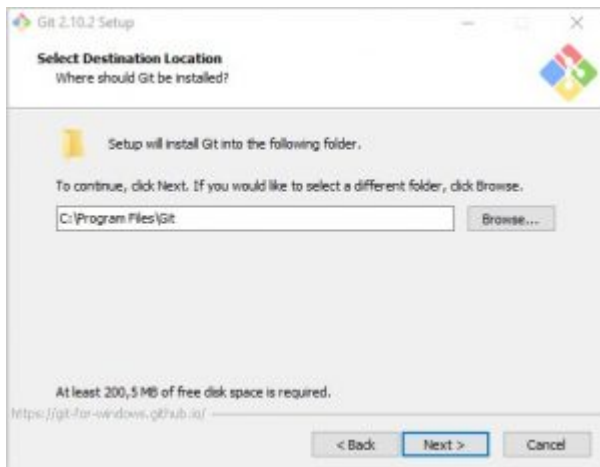 Git 2.10.2 Setup
Select Destination Location
Where should Git be installed?
Setup will install Git into the following folder.
To continue, click Next. If you would like to select a different folder, click Browse.
C:\Program Files\Git
Browse...
At least 200,5 MB of free disk space is required.
https://git-for-windows.github.io/
< Back
Next >
Cancel